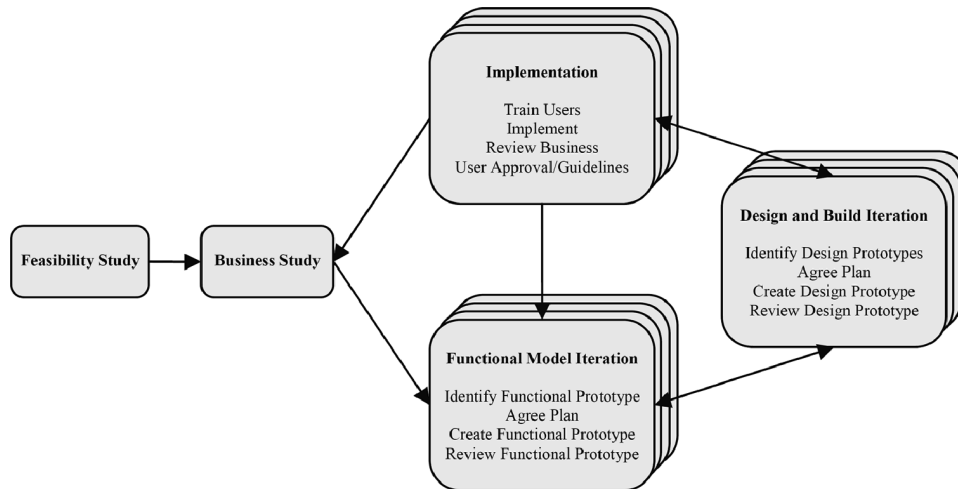 Implementation
Train Users
Implement
Review Business
User Approval/Guidelines
Feasibility Study
Business Study
Design and Build Iteration
Identify Design Prototypes
Agree Plan
Create Design Prototype
Review Design Prototype
Functional Model Iteration
Identify Functional Prototype
Agree Plan
Create Functional Prototype
Review Functional Prototype